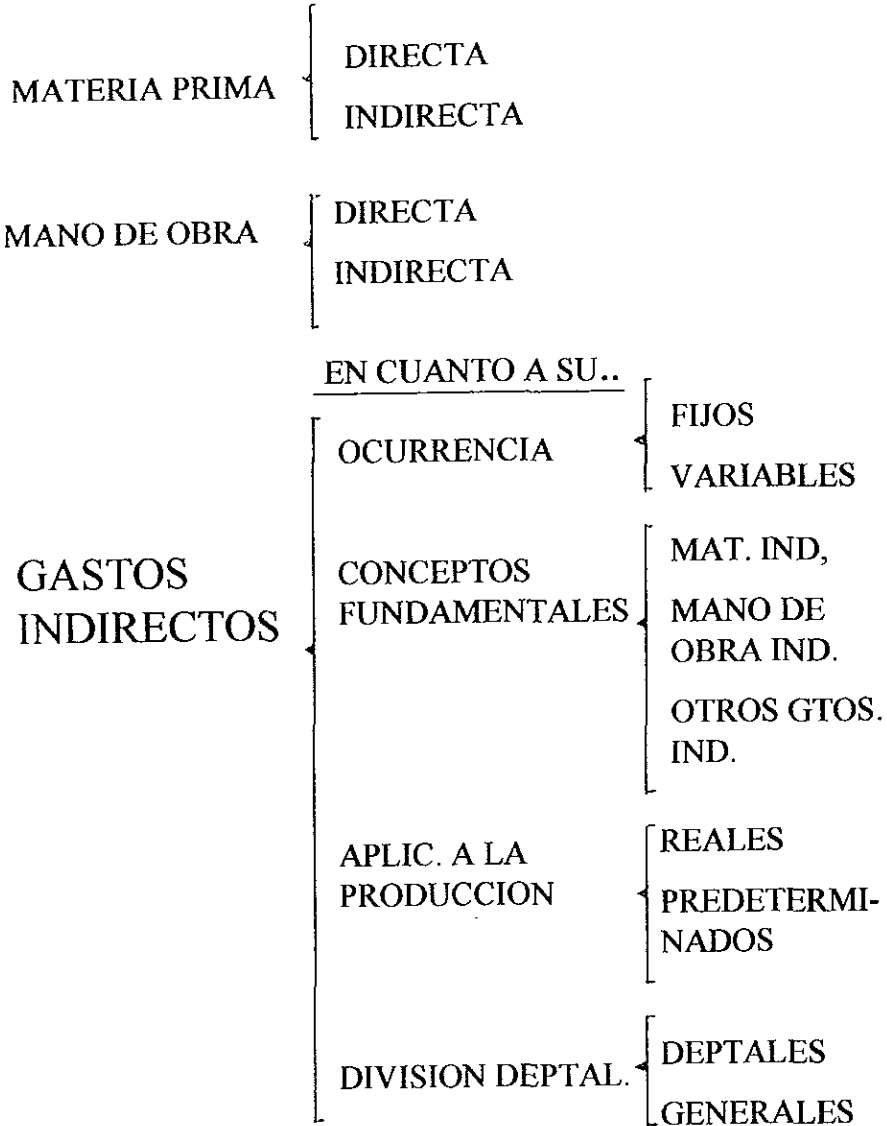 MATERIA PRIMA
DIRECTA
INDIRECTA
MANO DE OBRA
DIRECTA
INDIRECTA
EN CUANTO A SU..
GASTOS
INDIRECTOS
OCURRENCIA
FIJOS
VARIABLES
CONCEPTOS
FUNDAMENTALES
MAT. IND,
MANO DE
OBRA IND.
OTROS GTOS.
IND.
APLIC. A LA
PRODUCCION
REALES
PREDETERMI-
NADOS
DIVISION DEPTAL.
DEPTALES
GENERALES